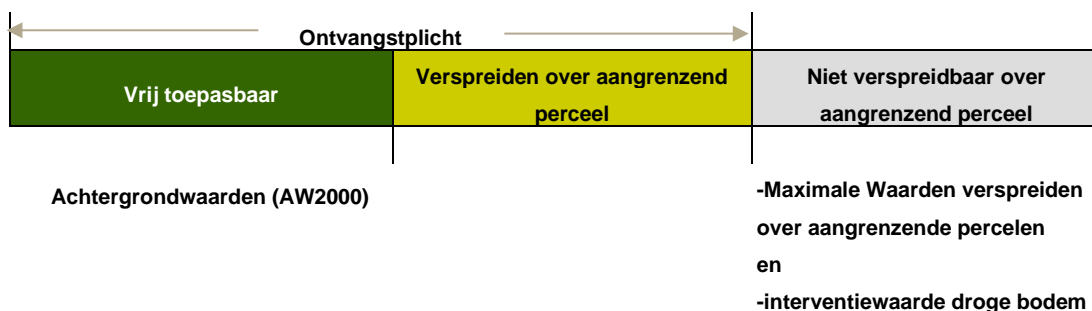 Ontvangstplicht
Vrij toepasbaar
Verspreiden over aangrenzend
perceel
Niet verspreidbaar over
aangrenzend perceel
Achtergrondwaarden (AW2000)
-Maximale Waarden verspreiden
over aangrenzende percelen
en
-interventiewaarde droge bodem